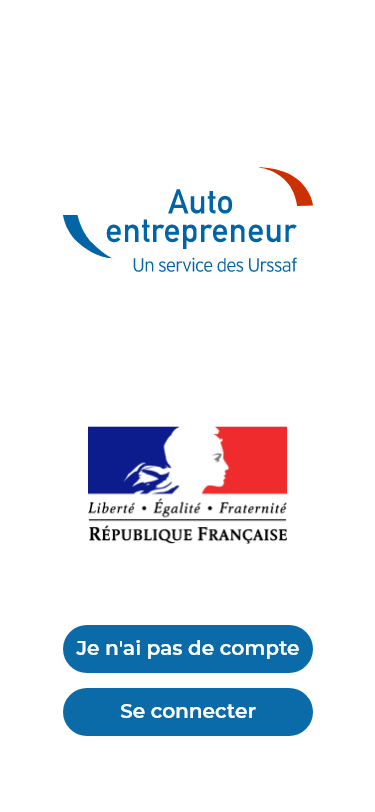 Auto
entrepreneur
Un service des Urssaf
Liberté • Égalité • Fraternité
RÉPUBLIQUE FRANÇAISE
Je n'ai pas de compte
Se connecter